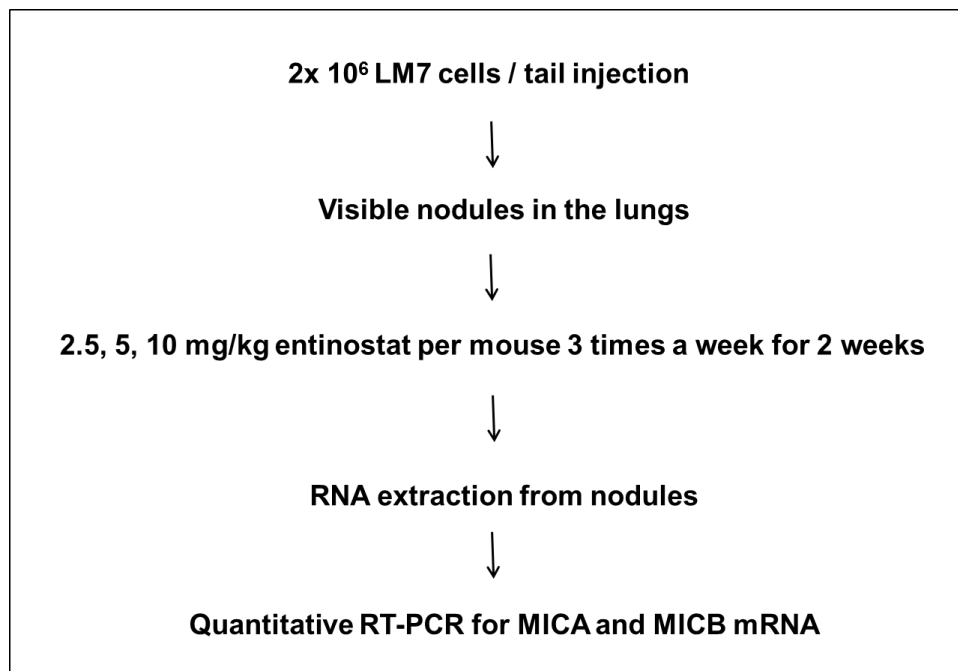 2x 10⁶ LM7 cells / tail injection
Visible nodules in the lungs
2.5, 5, 10 mg/kg entinostat per mouse 3 times a week for 2 weeks
RNA extraction from nodules
Quantitative RT-PCR for MICA and MICB mRNA